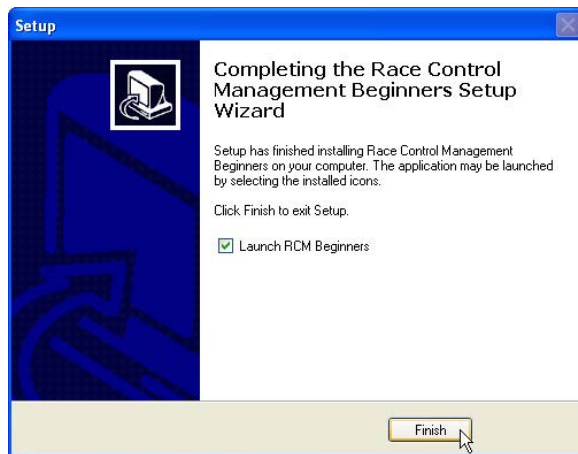 Setup
Completing the Race Control
Management Beginners Setup
Wizard
Setup has finished installing Race Control Management
Beginners on your computer. The application may be launched
by selecting the installed icons.
Click Finish to exit Setup.
Launch RCM Beginners
Finish